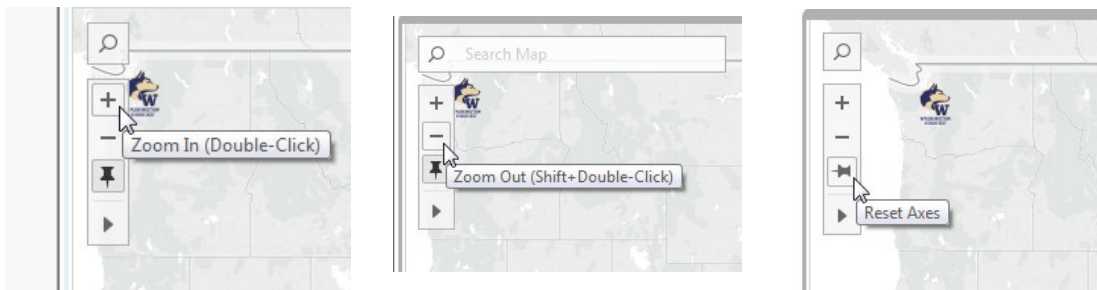 Zoom In (Double-Click)
Search Map
W
Zoom Out (Shift+Double-Click)
W
Reset Axes